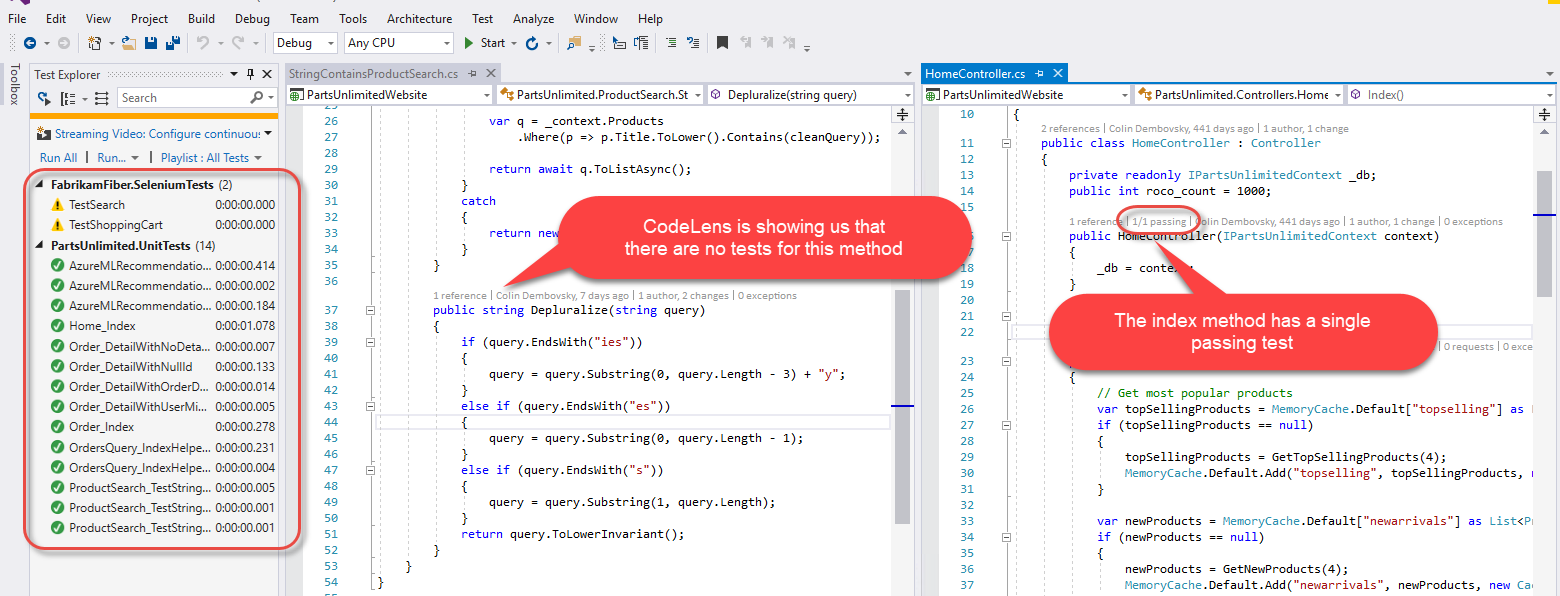 File Edit View Project Build Debug Team Tools Architecture Test Analyze Window Help
Debug Any CPU Start
Toolbox
Test Explorer
Search
Streaming Video: Configure continuou
Run All | Run... | Playlist : All Tests
FabrikamFiber.SeleniumTests (2)
TestSearch 0:00:00.000
TestShoppingCart 0:00:00.000
PartsUnlimited.UnitTests (14)
AzureMLRecommendatio... 0:00:00.414
AzureMLRecommendatio... 0:00:00.002
AzureMLRecommendatio... 0:00:00.184
Home_Index 0:00:01.078
Order_DetailWithNoDeta... 0:00:00.007
Order_DetailWithNullId 0:00:00.133
Order_DetailWithOrderD... 0:00:00.014
Order_DetailWithUserMi... 0:00:00.005
Order_Index 0:00:00.278
OrdersQuery_IndexHelpe... 0:00:00.231
OrdersQuery_IndexHelpe... 0:00:00.004
ProductSearch_TestString... 0:00:00.005
ProductSearch_TestString... 0:00:00.001
ProductSearch_TestString... 0:00:00.001
StringContainsProductSearch.cs
PartsUnlimitedWebsite PartsUnlimited.ProductSearch.St Depluralize(string query)
25
26 var q = _context.Products
27 .Where(p => p.Title.ToLower().Contains(cleanQuery));
28
29 return await q.ToListAsync();
30 }
31 catch
32 {
33 return new
34 }
35 }
36
1 reference | Colin Dembovsky, 7 days ago | 1 author, 2 changes | 0 exceptions
37 public string Depluralize(string query)
38 {
39 if (query.EndsWith("ies"))
40 {
41 query = query.Substring(0, query.Length - 3) + "y";
42 }
43 else if (query.EndsWith("es"))
44 {
45 query = query.Substring(0, query.Length - 1);
46 }
47 else if (query.EndsWith("s"))
48 {
49 query = query.Substring(1, query.Length);
50 }
51 return query.ToLowerInvariant();
52 }
53 }
54 }
CodeLens is showing us that
there are no tests for this method
HomeController.cs
PartsUnlimitedWebsite PartsUnlimited.Controllers.Home Index()
10 {
2 references | Colin Dembovsky, 441 days ago | 1 author, 1 change
11 public class HomeController : Controller
12 {
13 private readonly IPartsUnlimitedContext _db;
14 public int roco_count = 1000;
15
1 reference | 1/1 passing | Colin Dembovsky, 441 days ago | 1 author, 1 change | 0 exceptions
16 public HomeController(IPartsUnlimitedContext context)
{
18 _db = context;
19 }
20
21
22
The index method has a single
passing test
| 0 requests | 0 exce
23
24 {
25 // Get most popular products
26 var topSellingProducts = MemoryCache.Default["topselling"] as
27 if (topSellingProducts == null)
28 {
29 topSellingProducts = GetTopSellingProducts(4);
30 MemoryCache.Default.Add("topselling", topSellingProducts,
31 }
32
33 var newProducts = MemoryCache.Default["newarrivals"] as List<P
34 if (newProducts == null)
35 {
36 newProducts = GetNewProducts(4);
37 MemoryCache.Default.Add("newarrivals", newProducts, new Cac